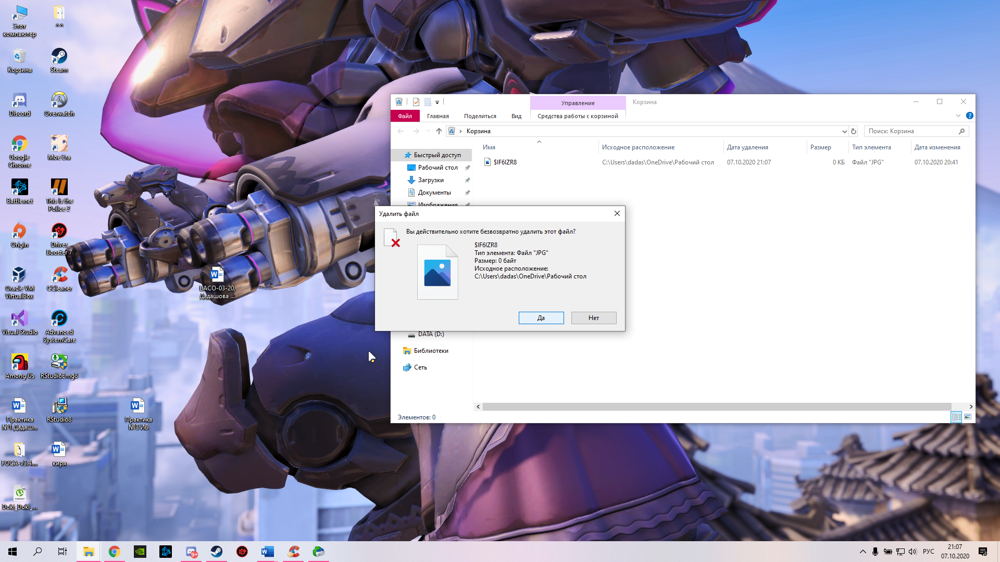 Этот
компьютер
^^
Корзина
Steam
Discord
Overwatch
Google
Chrome
Moe Era
Battle.net
This Is the
Police 2
Origin
Driver
Booster 7
Oracle VM
VirtualBox
CCleaner
Visual Studio
Advanced
SystemCare
Among Us
RStudioEmg8
Практика
№1 Дадаш...
RStudio8
Практика
№3 ИБ
FOCA-v3.4....
киря
TORRENT
Doki_Doki_...
БАСО-03-20,
Дадашова ...
Управление
Корзина
Файл
Главная
Поделиться
Вид
Средства работы с корзиной
Корзина
Поиск: Корзина
Имя
Исходное расположение
Дата удаления
Размер
Тип элемента
Дата изменения
$IF6IZR8
C:\Users\dadas\OneDrive\Рабочий стол
07.10.2020 21:07
0 КБ
Файл "JPG"
07.10.2020 20:41
Быстрый доступ
Рабочий стол
Загрузки
Документы
Изображения
DATA (D:)
Библиотеки
Сеть
Элементов: 0
Удалить файл
Вы действительно хотите безвозвратно удалить этот файл?
$IF6IZR8
Тип элемента: Файл "JPG"
Размер: 0 байт
Исходное расположение:
C:\Users\dadas\OneDrive\Рабочий стол
Да
Нет
9+
РУС
21:07
07.10.2020